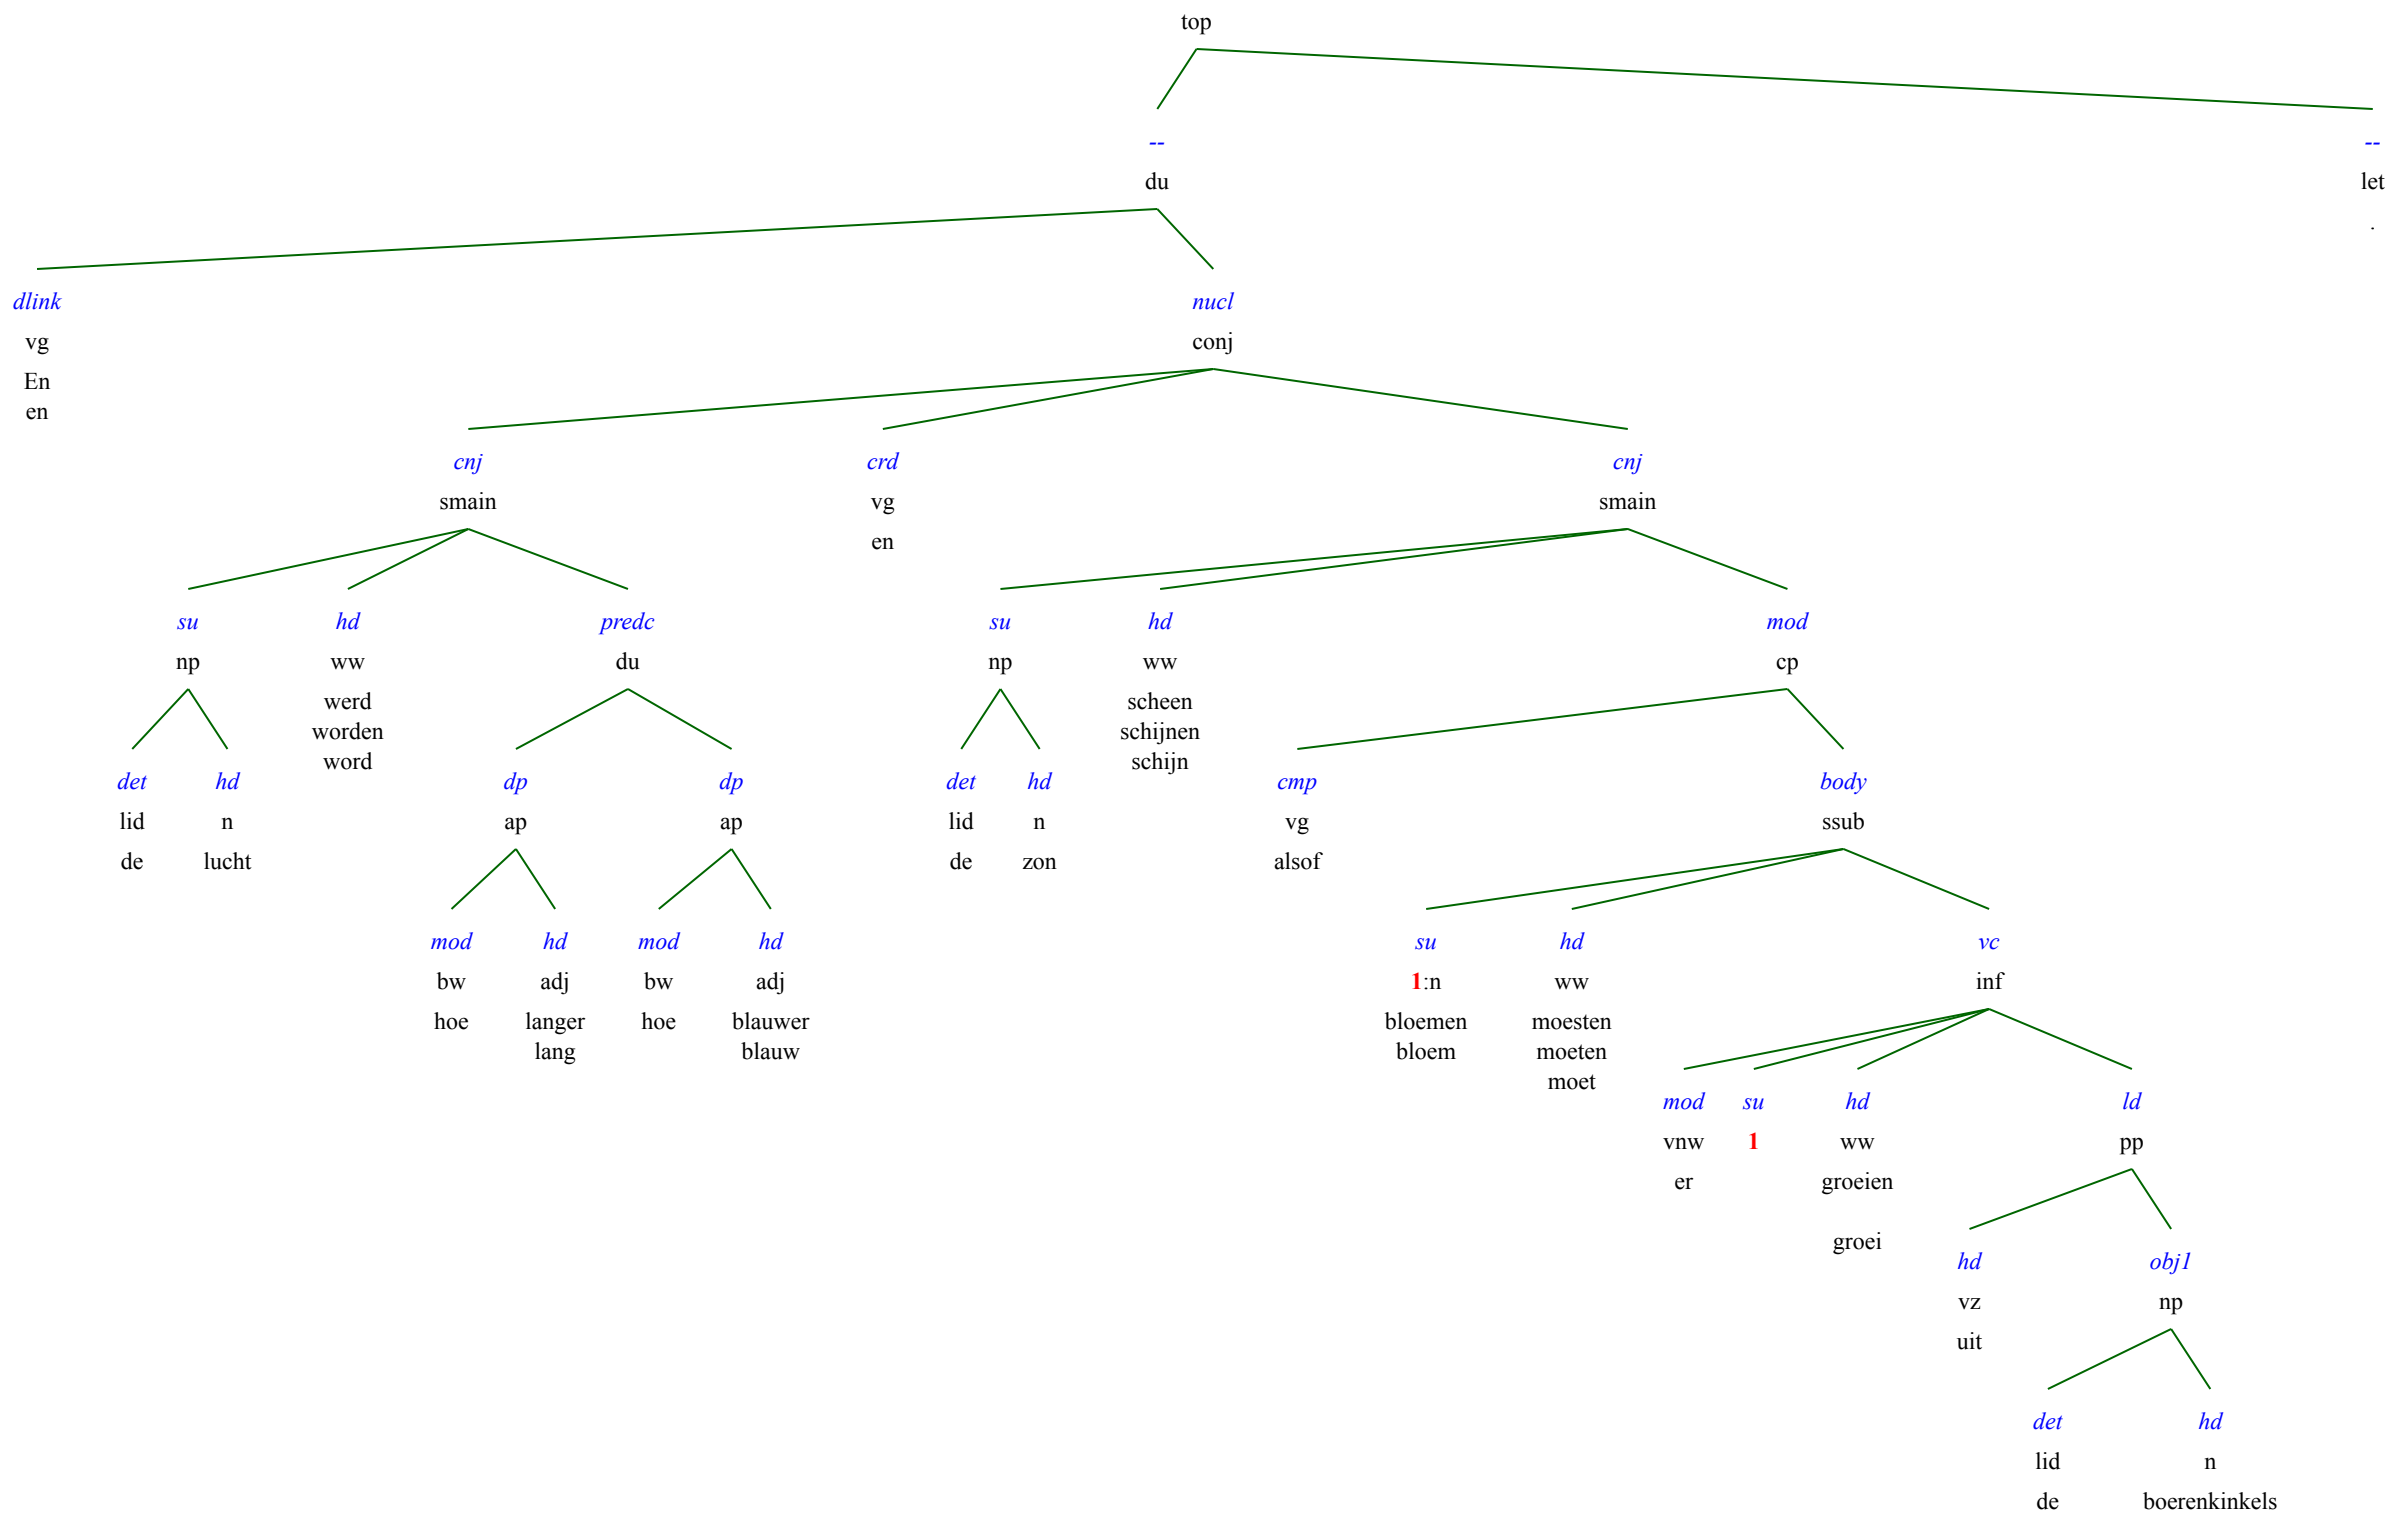 top
-- --
du let
.
dlink nucl
vg conj
En
en
cnj crd cnj
smain vg smain
en
su hd predc su hd mod
np ww du np ww cp
werd scheen
worden schijnen
word schijn
det hd dp dp det hd cmp body
lid n ap ap lid n vg ssub
de lucht de zon alsof
mod hd mod hd su hd vc
bw adj bw adj 1:n ww inf
hoe langer hoe blauwer bloemen moesten
lang blauw bloem moeten
moet
mod su hd ld
vnw 1 ww pp
er groeien
groei
hd obj1
vz np
uit
det hd
lid n
de boerenkinkels